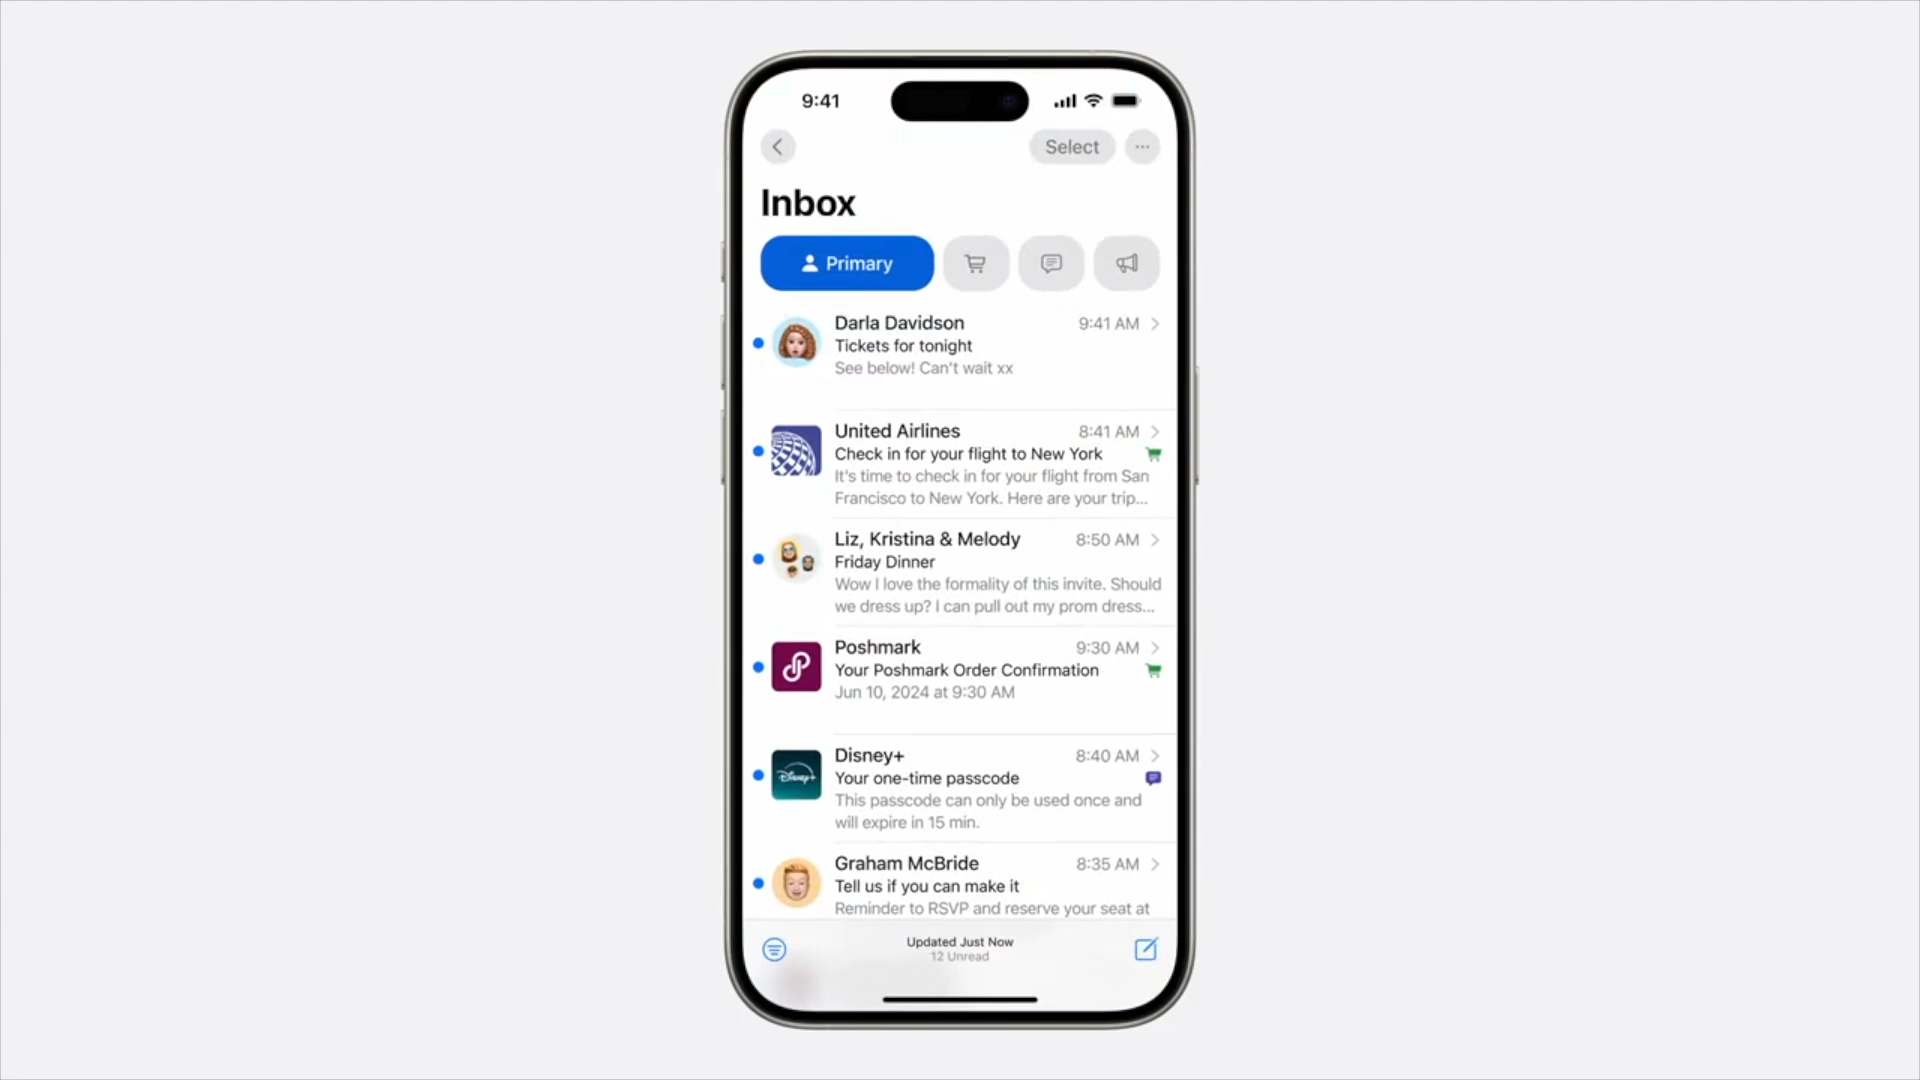 9:41
Select
Inbox
Primary
Darla Davidson 9:41 AM
Tickets for tonight
See below! Can't wait xx
United Airlines 8:41 AM
Check in for your flight to New York
It's time to check in for your flight from San
Francisco to New York. Here are your trip...
Liz, Kristina & Melody 8:50 AM
Friday Dinner
Wow I love the formality of this invite. Should
we dress up? I can pull out my prom dress...
Poshmark 9:30 AM
Your Poshmark Order Confirmation
Jun 10, 2024 at 9:30 AM
Disney+ 8:40 AM
Disney+
Your one-time passcode
This passcode can only be used once and
will expire in 15 min.
Graham McBride 8:35 AM
Tell us if you can make it
Reminder to RSVP and reserve your seat at
Updated Just Now
12 Unread